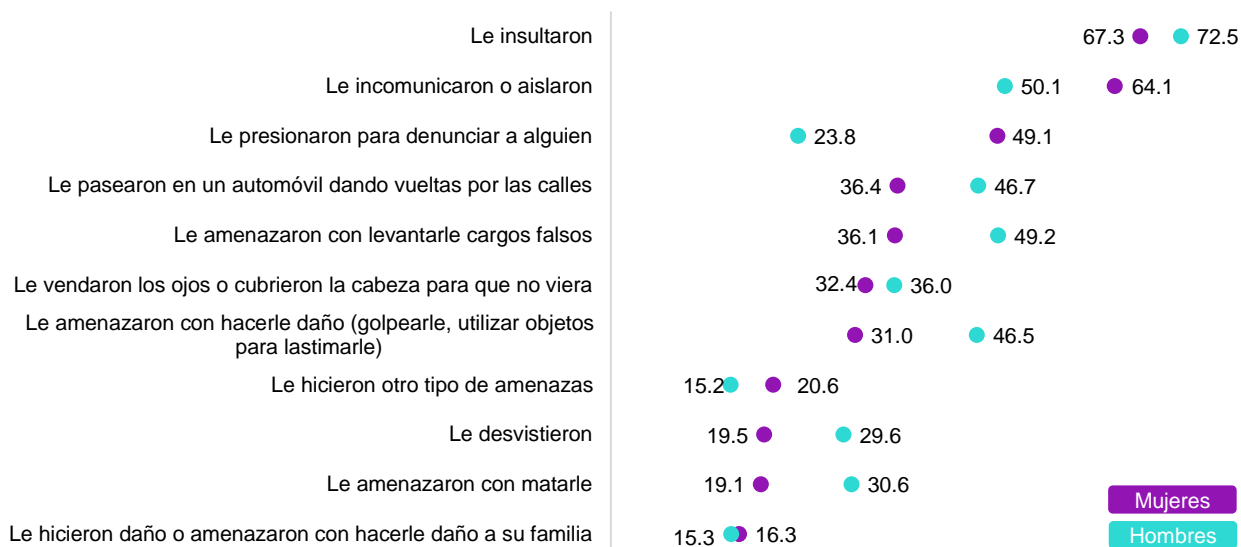 Le insultaron
67.3
72.5
Le incomunicaron o aislaron
50.1
64.1
Le presionaron para denunciar a alguien
23.8
49.1
Le pasearon en un automóvil dando vueltas por las calles
36.4
46.7
Le amenazaron con levantarle cargos falsos
36.1
49.2
Le vendaron los ojos o cubrieron la cabeza para que no viera
32.4
36.0
Le amenazaron con hacerle daño (golpearle, utilizar objetos
para lastimarle)
31.0
46.5
Le hicieron otro tipo de amenazas
15.2
20.6
Le desvistieron
19.5
29.6
Le amenazaron con matarle
19.1
30.6
Mujeres
Le hicieron daño o amenazaron con hacerle daño a su familia
15.3
16.3
Hombres